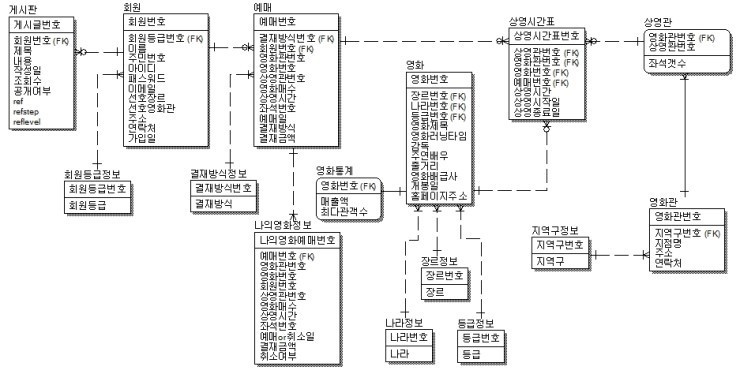 게시판
게시글번호
회원번호 (FK)
제목
내용
작성일
조회수
공개여부
ref
refstep
reflevel
회원
회원번호
회원등급번호 (FK)
이름
주민번호
아이디
패스워드
이메일
선호장르
선호영화관
주소
연락처
가입일
예매
예매번호
결재방식번호 (FK)
회원번호 (FK)
영화관번호
영화번호
상영관번호
영화매수
상영시간
좌석번호
예매일
결재방식
결재금액
상영시간표
상영시간표번호
상영관번호 (FK)
영화관번호 (FK)
예매번호 (FK)
영화번호 (FK)
상영시간
상영시작일
상영종료일
상영관
영화관번호 (FK)
상영관번호
좌석갯수
영화
영화번호
장르번호 (FK)
나라번호 (FK)
등급번호 (FK)
영화제목
영화러닝타임
감독
주연배우
줄거리
영화배급사
개봉일
홈페이지주소
회원등급정보
회원등급번호
회원등급
결재방식정보
결재방식번호
결재방식
영화통계
영화번호 (FK)
매출액
최다관객수
영화관
영화관번호
지역구번호 (FK)
지점명
주소
연락처
지역구정보
지역구번호
지역구
나의영화정보
나의영화예매번호
예매번호 (FK)
영화관번호
영화번호
회원번호
상영관번호
영화매수
상영시간
좌석번호
예매or취소일
결재금액
취소여부
장르정보
장르번호
장르
나라정보
나라번호
나라
등급정보
등급번호
등급